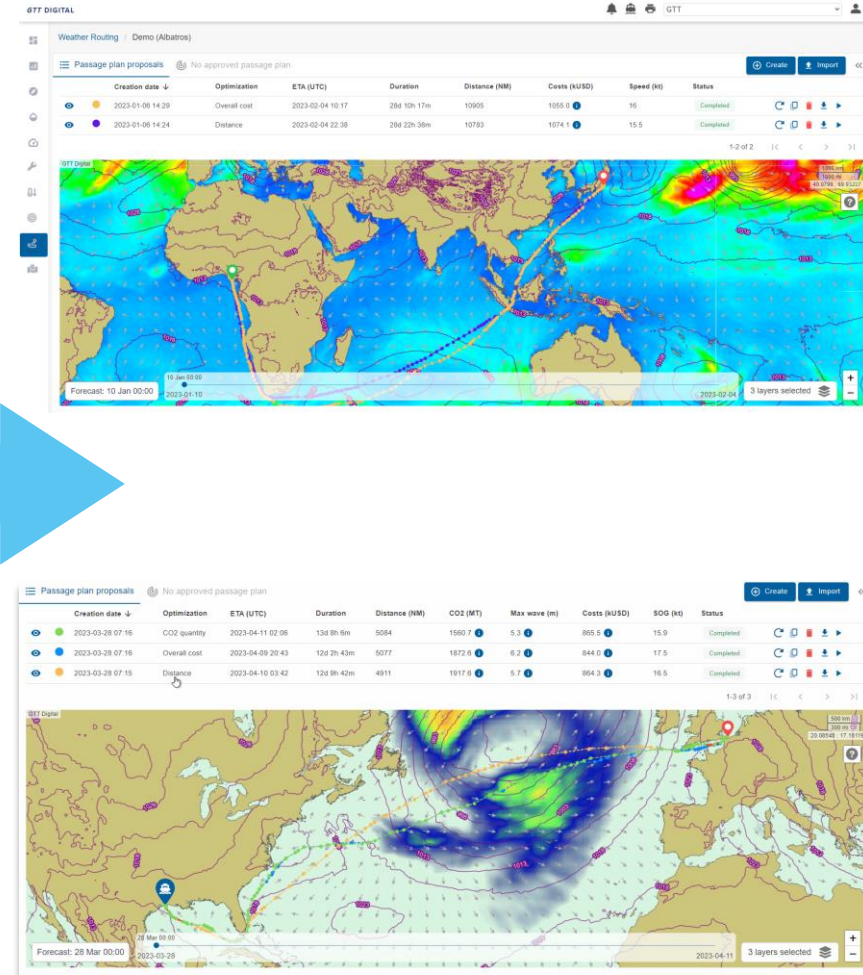 GTT DIGITAL
GTT
Weather Routing / Demo (Albatros)
Passage plan proposals No approved passage plan Create Import
Creation date ↓ Optimization ETA (UTC) Duration Distance (NM) Costs (kUSD) Speed (kt) Status
2023-01-06 14:29 Overall cost 2023-02-04 10:17 28d 10h 17m 10905 1055.0 16 Completed
2023-01-06 14:24 Distance 2023-02-04 22:38 28d 22h 38m 10783 1074.1 15.5 Completed
1-2 of 2
GTT Digital
10 Jan 00:00
Forecast: 10 Jan 00:00
2023-01-10
2023-02-04
3 layers selected
Passage plan proposals No approved passage plan Create Import
Creation date ↓ Optimization ETA (UTC) Duration Distance (NM) CO2 (MT) Max wave (m) Costs (kUSD) SOG (kt) Status
2023-03-28 07:16 CO2 quantity 2023-04-11 02:06 13d 8h 6m 5084 1560.7 5.3 865.5 15.9 Completed
2023-03-28 07:16 Overall cost 2023-04-09 20:43 12d 2h 43m 5077 1872.6 6.2 844.0 17.5 Completed
2023-03-28 07:15 Distance 2023-04-10 03:42 12d 9h 42m 4911 1917.6 5.7 864.3 16.5 Completed
1-3 of 3
GTT Digital
500 km
300 mi
28 Mar 00:00
Forecast: 28 Mar 00:00
2023-03-28
2023-04-11
3 layers selected